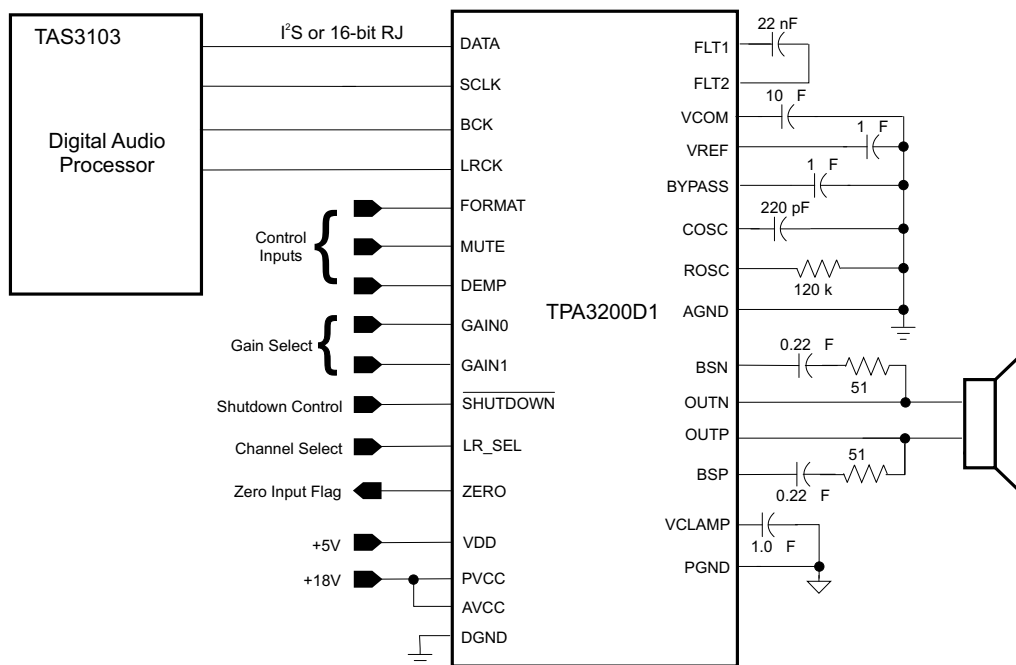 TAS3103
Digital Audio
Processor
I²S or 16-bit RJ
Control
Inputs
Gain Select
Shutdown Control
Channel Select
Zero Input Flag
+5V
+18V
DATA
SCLK
BCK
LRCK
FORMAT
MUTE
DEMP
GAIN0
GAIN1
SHUTDOWN
LR_SEL
ZERO
VDD
PVCC
AVCC
DGND
TPA3200D1
FLT1
FLT2
VCOM
VREF
BYPASS
COSC
ROSC
AGND
BSN
OUTN
OUTP
BSP
VCLAMP
PGND
22 nF
10 F
1 F
1 F
220 pF
120 k
0.22 F
51
51
0.22 F
1.0 F